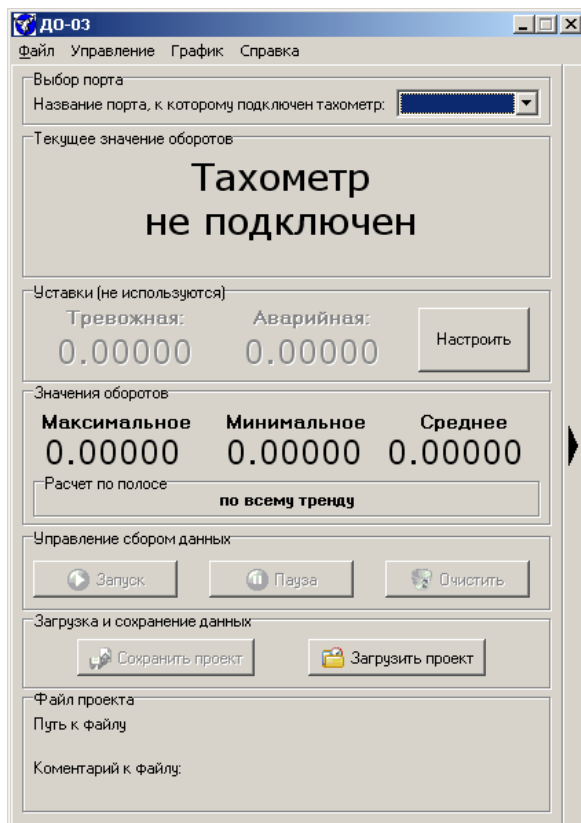 ДО-03
Файл Управление График Справка
Выбор порта
Название порта, к которому подключен тахометр:
Текущее значение оборотов
Тахометр
не подключен
Уставки (не используются)
Тревожная: Аварийная:
0.00000 0.00000 Настроить
Значения оборотов
Максимальное Минимальное Среднее
0.00000 0.00000 0.00000
Расчет по полосе
по всему тренду
Управление сбором данных
Запуск Пауза Очистить
Загрузка и сохранение данных
Сохранить проект Загрузить проект
Файл проекта
Путь к файлу
Коментарий к файлу: